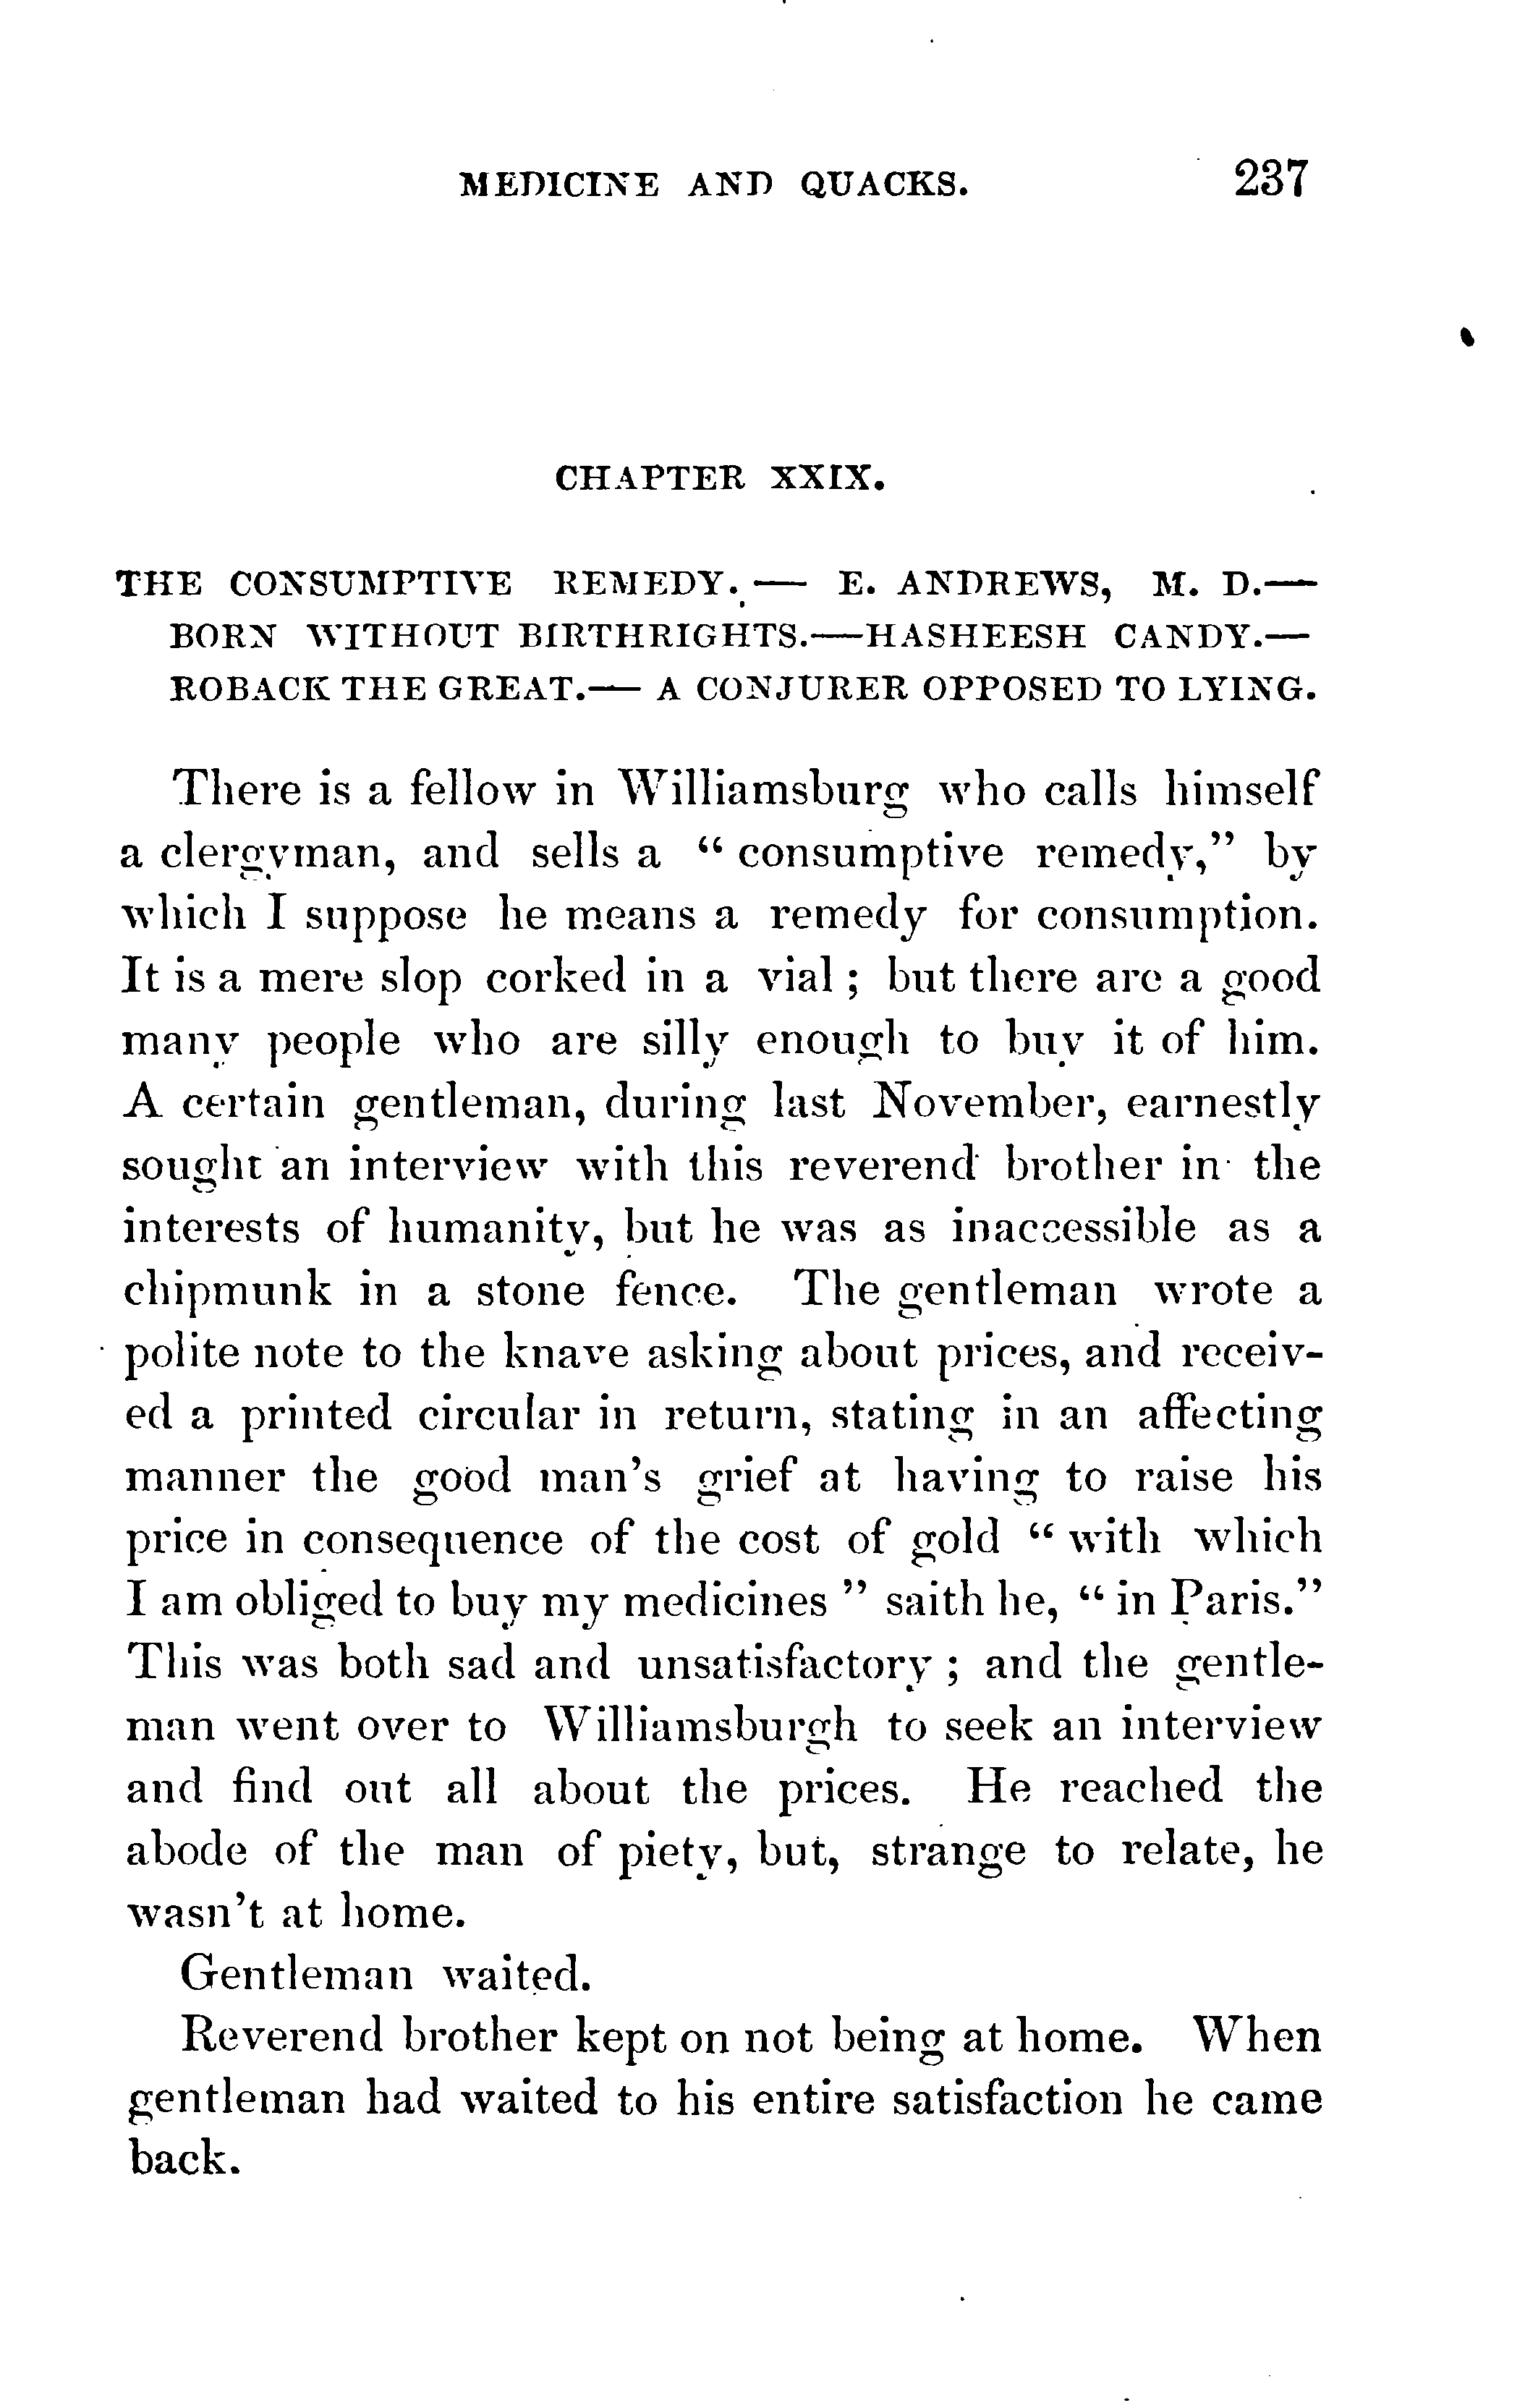 MEDICINE AND QUACKS. 237
CHAPTER XXIX.
THE CONSUMPTIVE REMEDY.— E. ANDREWS, M. D.—
BORN WITHOUT BIRTHRIGHTS.—HASHEESH CANDY.—
ROBACK THE GREAT.— A CONJURER OPPOSED TO LYING.
There is a fellow in Williamsburg who calls himself
a clergyman, and sells a “ consumptive remedy,” by
which I suppose he means a remedy for consumption.
It is a mere slop corked in a vial ; but there are a good
many people who are silly enough to buy it of him.
A certain gentleman, during last November, earnestly
sought an interview with this reverend brother in the
interests of humanity, but he was as inaccessible as a
chipmunk in a stone fence. The gentleman wrote a
polite note to the knave asking about prices, and receiv-
ed a printed circular in return, stating in an affecting
manner the good man's grief at having to raise his
price in consequence of the cost of gold “ with which
I am obliged to buy my medicines ” saith he, “ in Paris.”
This was both sad and unsatisfactory ; and the gentle-
man went over to Williamsburgh to seek an interview
and find out all about the prices. He reached the
abode of the man of piety, but, strange to relate, he
wasn't at home.
Gentleman waited.
Reverend brother kept on not being at home. When
gentleman had waited to his entire satisfaction he came
back.